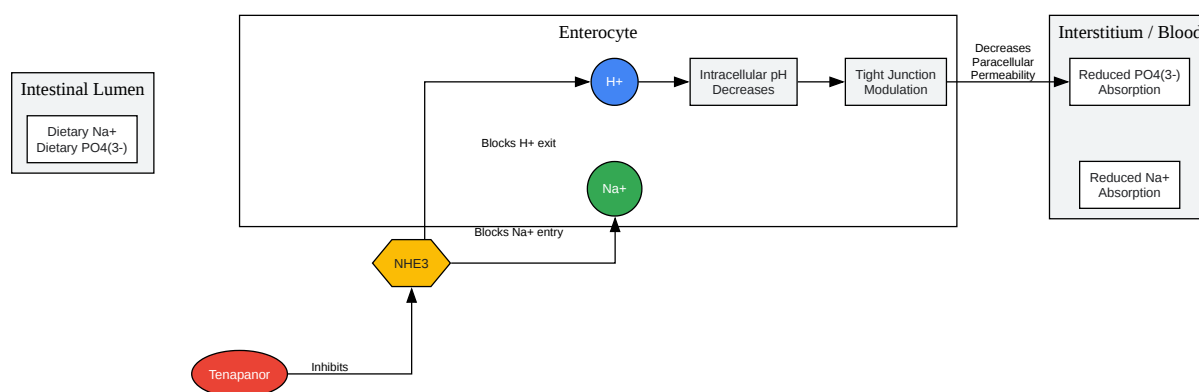 Intestinal Lumen
Dietary Na+
Dietary PO4(3-)
Enterocyte
H+
Intracellular pH
Decreases
Tight Junction
Modulation
Blocks H+ exit
Na+
Blocks Na+ entry
NHE3
Tenapanor
Inhibits
Decreases
Paracellular
Permeability
Interstitium / Blood
Reduced PO4(3-)
Absorption
Reduced Na+
Absorption